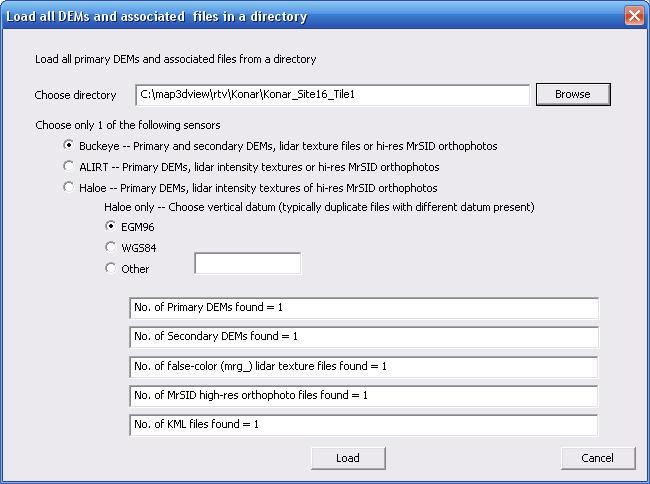 Load all DEMs and associated files in a directory
Load all primary DEMs and associated files from a directory
Choose directory C:\map3dview\rtv\Konar\Konar_Site16_Tile1 Browse
Choose only 1 of the following sensors
Buckeye -- Primary and secondary DEMs, lidar texture files or hi-res MrSID orthophotos
ALIRT -- Primary DEMs, lidar intensity textures or hi-res MrSID orthophotos
Haloe -- Primary DEMs, lidar intensity textures of hi-res MrSID orthophotos
Haloe only -- Choose vertical datum (typically duplicate files with different datum present)
EGM96
WGS84
Other
No. of Primary DEMs found = 1
No. of Secondary DEMs found = 1
No. of false-color (mrg_) lidar texture files found = 1
No. of MrSID high-res orthophoto files found = 1
No. of KML files found = 1
Load Cancel